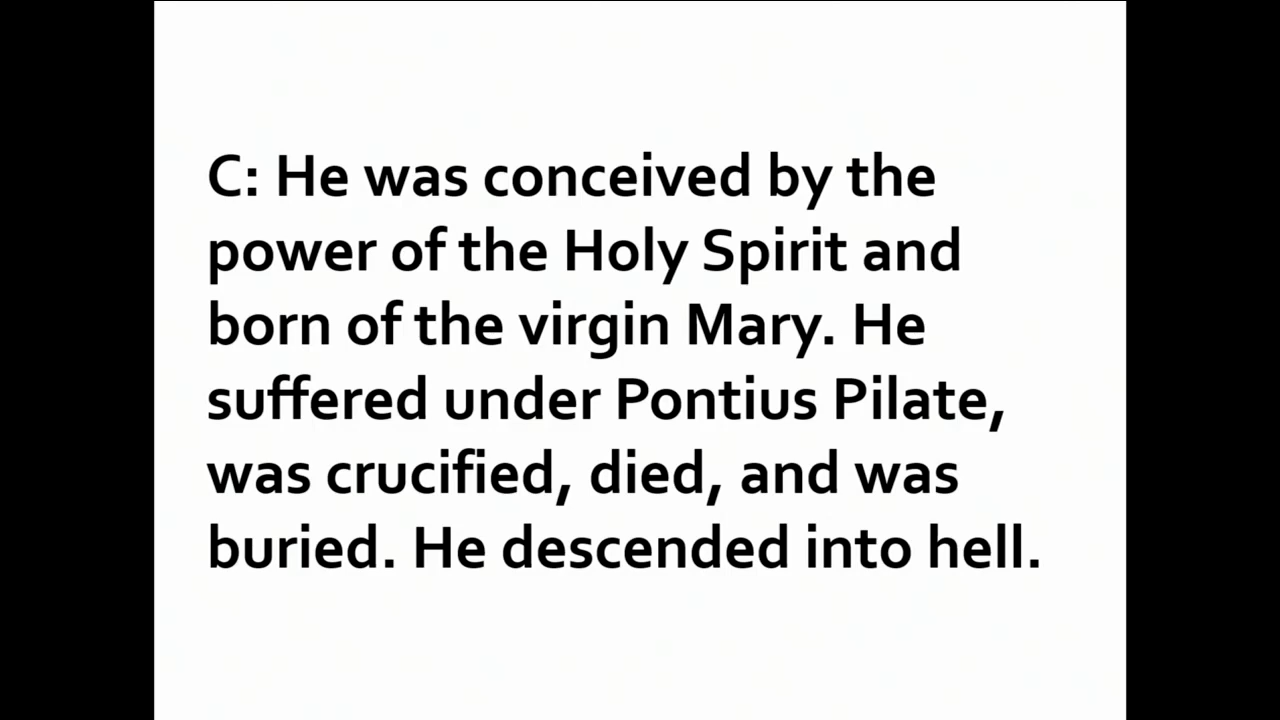 C: He was conceived by the
power of the Holy Spirit and
born of the virgin Mary. He
suffered under Pontius Pilate,
was crucified, died, and was
buried. He descended into hell.